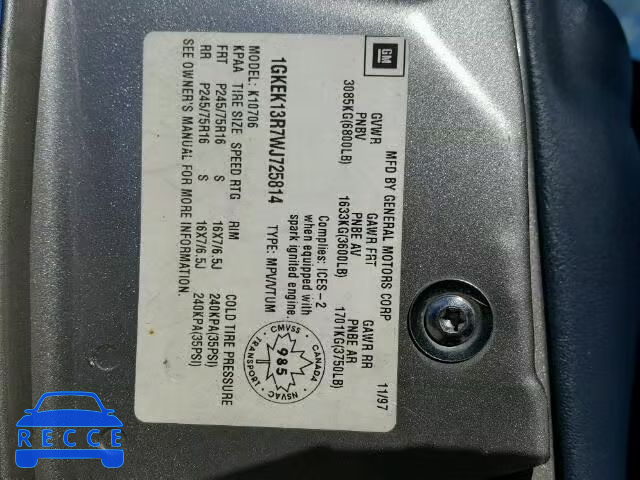 GM
MFD BY GENERAL MOTORS CORP 11/97
GVWR GAWR FRT GAWR RR
PNBV PNBE AV PNBE AR
3085KG(6800LB) 1633KG(3600LB) 1701KG(3750LB)
Complies: ICES-2
when equipped with
spark ignited engine.
CMVSS
CANADA
985
TRANSPORT
NSVAC
1GKEK13R7WJ725814 TYPE: MPV/VTUM
MODEL: K10706
KPAA TIRE SIZE SPEED RTG RIM COLD TIRE PRESSURE
FRT P245/75R16 S 16X7/6.5J 240KPA(35PSI)
RR P245/75R16 S 16X7/6.5J 240KPA(35PSI)
SEE OWNER'S MANUAL FOR MORE INFORMATION.
RECCE